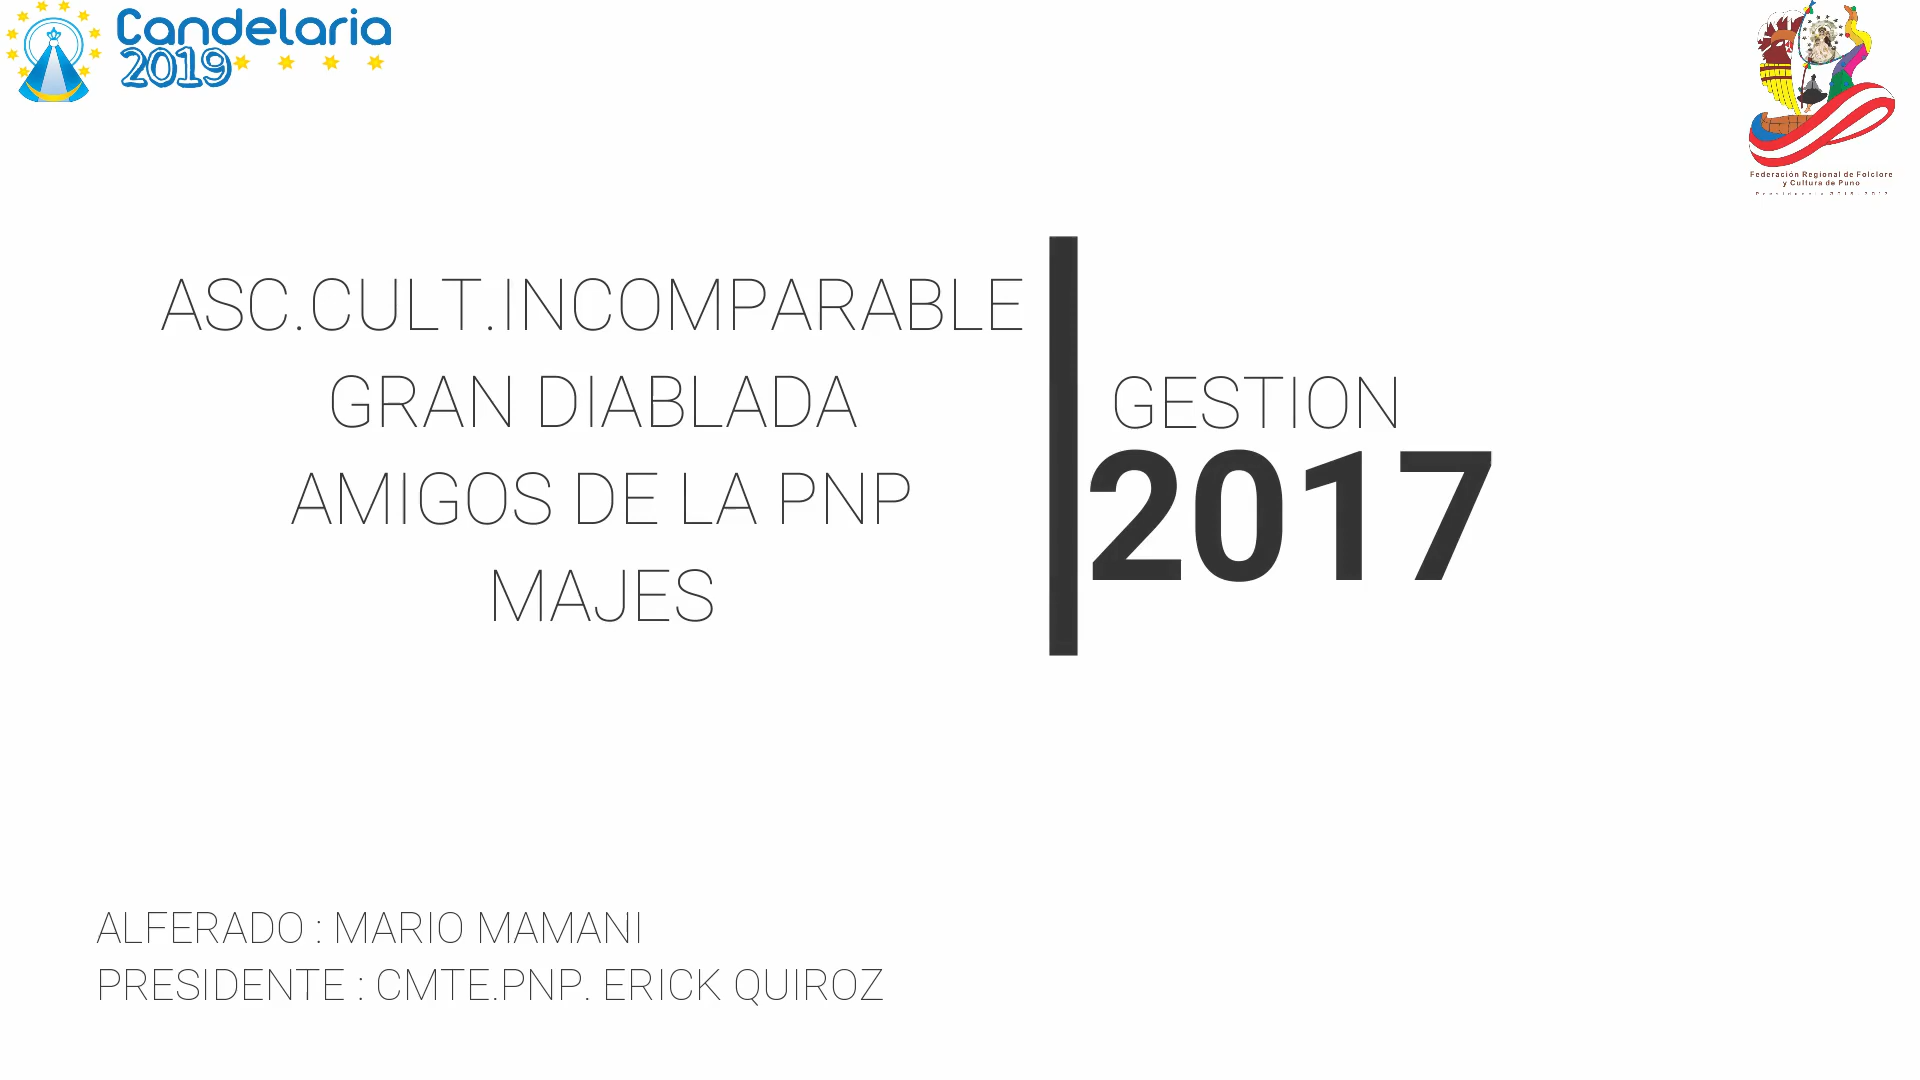 Candelaria
2019
Federación Regional de Folclore
y Cultura de Puno
ASC.CULT.INCOMPARABLE
GRAN DIABLADA
AMIGOS DE LA PNP
MAJES
GESTION
2017
ALFERADO : MARIO MAMANI
PRESIDENTE : CMTE.PNP. ERICK QUIROZ